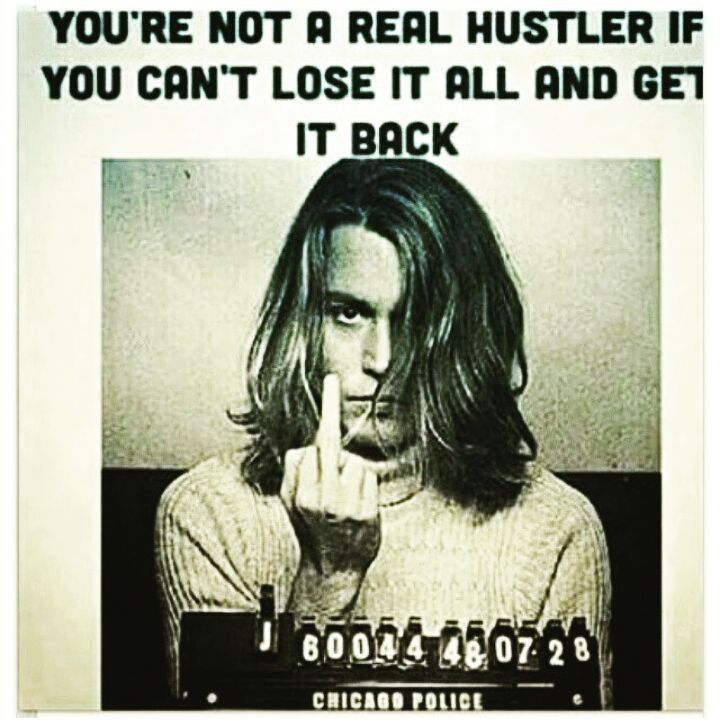 YOU'RE NOT A REAL HUSTLER IF
YOU CAN'T LOSE IT ALL AND GET
IT BACK
J 60044 48 07 28
CHICAGO POLICE